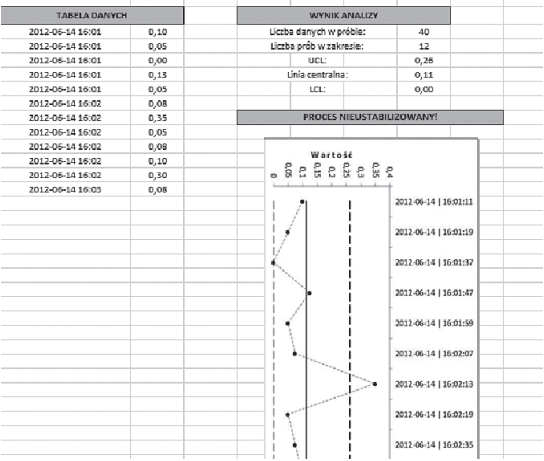 TABELA DANYCH
2012-06-14 16:01 0,10
2012-06-14 16:01 0,05
2012-06-14 16:01 0,00
2012-06-14 16:01 0,13
2012-06-14 16:01 0,05
2012-06-14 16:02 0,08
2012-06-14 16:02 0,35
2012-06-14 16:02 0,05
2012-06-14 16:02 0,08
2012-06-14 16:02 0,10
2012-06-14 16:02 0,30
2012-06-14 16:03 0,08
WYNIK ANALIZY
Liczba danych w próbie: 40
Liczba prób w zakresie: 12
UCL: 0,26
Linia centralna: 0,11
LCL: 0,00
PROCES NIEUSTABILIZOWANY!
Wartość
0 0,05 0,1 0,15 0,2 0,25 0,3 0,35 0,4
2012-06-14 | 16:01:11
2012-06-14 | 16:01:19
2012-06-14 | 16:01:37
2012-06-14 | 16:01:47
2012-06-14 | 16:01:59
2012-06-14 | 16:02:07
2012-06-14 | 16:02:13
2012-06-14 | 16:02:19
2012-06-14 | 16:02:35